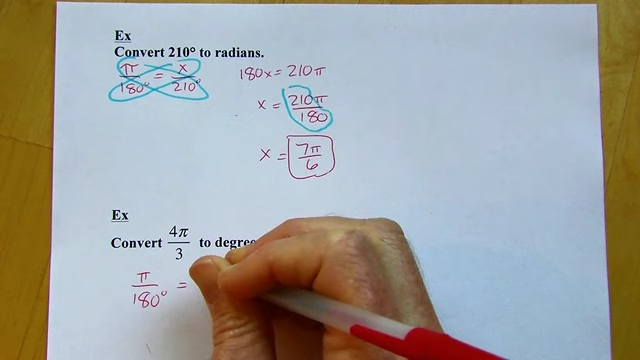 Ex
Convert 210° to radians.
π/180° = x/210°
180x = 210π
x = 210π/180
x = 7π/6
Ex
Convert 4π/3 to degre
π/180° =